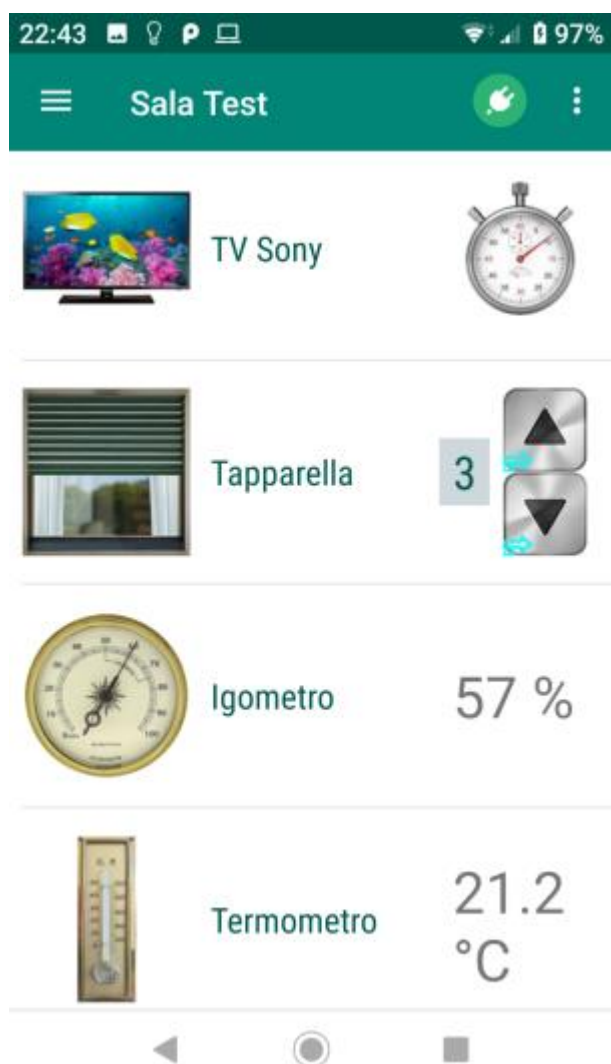 22:43
97%
Sala Test
TV Sony
Tapparella
3
Igometro
57 %
Termometro
21.2
°C